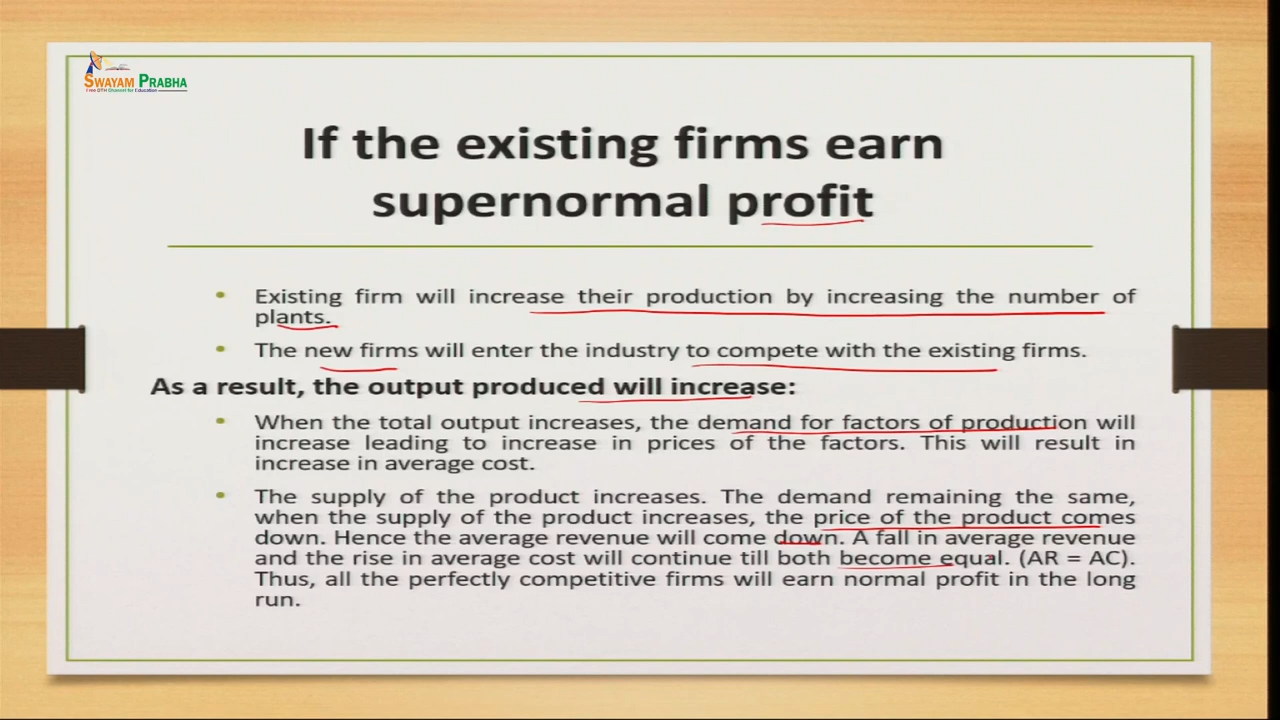 SWAYAM PRABHA
Free DTH Channel for Education
If the existing firms earn
supernormal profit
• Existing firm will increase their production by increasing the number of
plants.
• The new firms will enter the industry to compete with the existing firms.
As a result, the output produced will increase:
• When the total output increases, the demand for factors of production will
increase leading to increase in prices of the factors. This will result in
increase in average cost.
• The supply of the product increases. The demand remaining the same,
when the supply of the product increases, the price of the product comes
down. Hence the average revenue will come down. A fall in average revenue
and the rise in average cost will continue till both become equal. (AR = AC).
Thus, all the perfectly competitive firms will earn normal profit in the long
run.